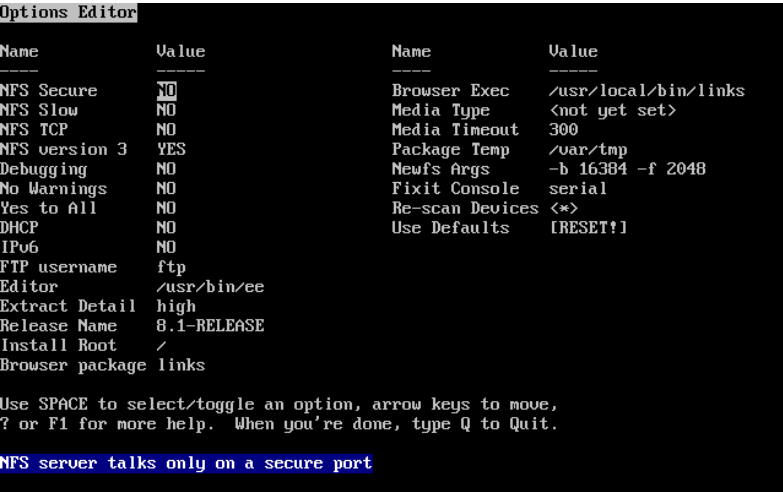 Options Editor
Name Value Name Value
---- ----- ---- -----
NFS Secure NO Browser Exec /usr/local/bin/links
NFS Slow NO Media Type <not yet set>
NFS TCP NO Media Timeout 300
NFS version 3 YES Package Temp /var/tmp
Debugging NO Newfs Args -b 16384 -f 2048
No Warnings NO Fixit Console serial
Yes to All NO Re-scan Devices <*>
DHCP NO Use Defaults [RESET!]
IPv6 NO
FTP username ftp
Editor /usr/bin/ee
Extract Detail high
Release Name 8.1-RELEASE
Install Root /
Browser package links
Use SPACE to select/toggle an option, arrow keys to move,
? or F1 for more help. When you're done, type Q to Quit.
NFS server talks only on a secure port